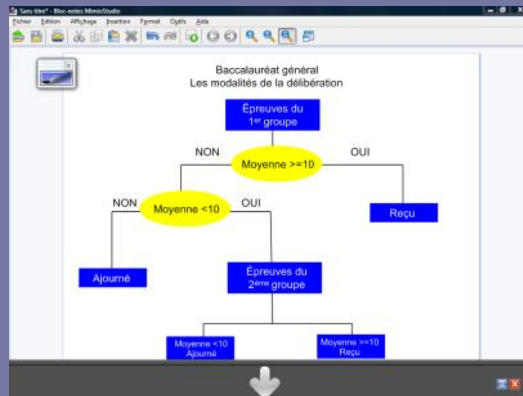 Sans titre* - Bloc-notes MimioStudio
Fichier Edition Affichage Insertion Format Outils Aide
Baccalauréat général
Les modalités de la délibération
Épreuves du
1er groupe
NON
OUI
Moyenne >=10
NON
OUI
Moyenne <10
Reçu
Ajourné
Épreuves du
2ème groupe
Moyenne <10
Ajourné
Moyenne >=10
Reçu